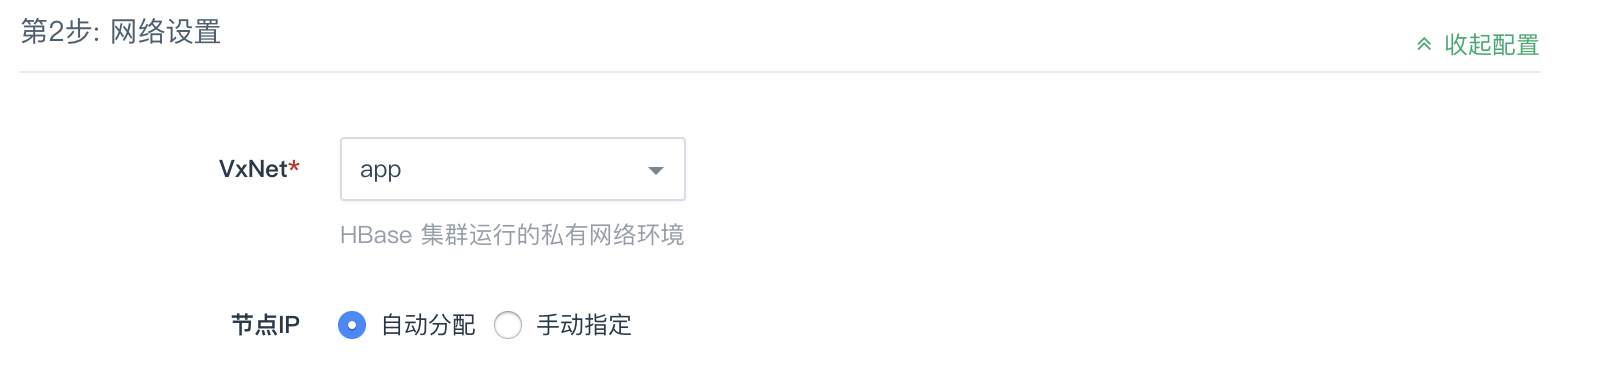 第2步: 网络设置
收起配置
VxNet*
app
HBase 集群运行的私有网络环境
节点IP 自动分配 手动指定